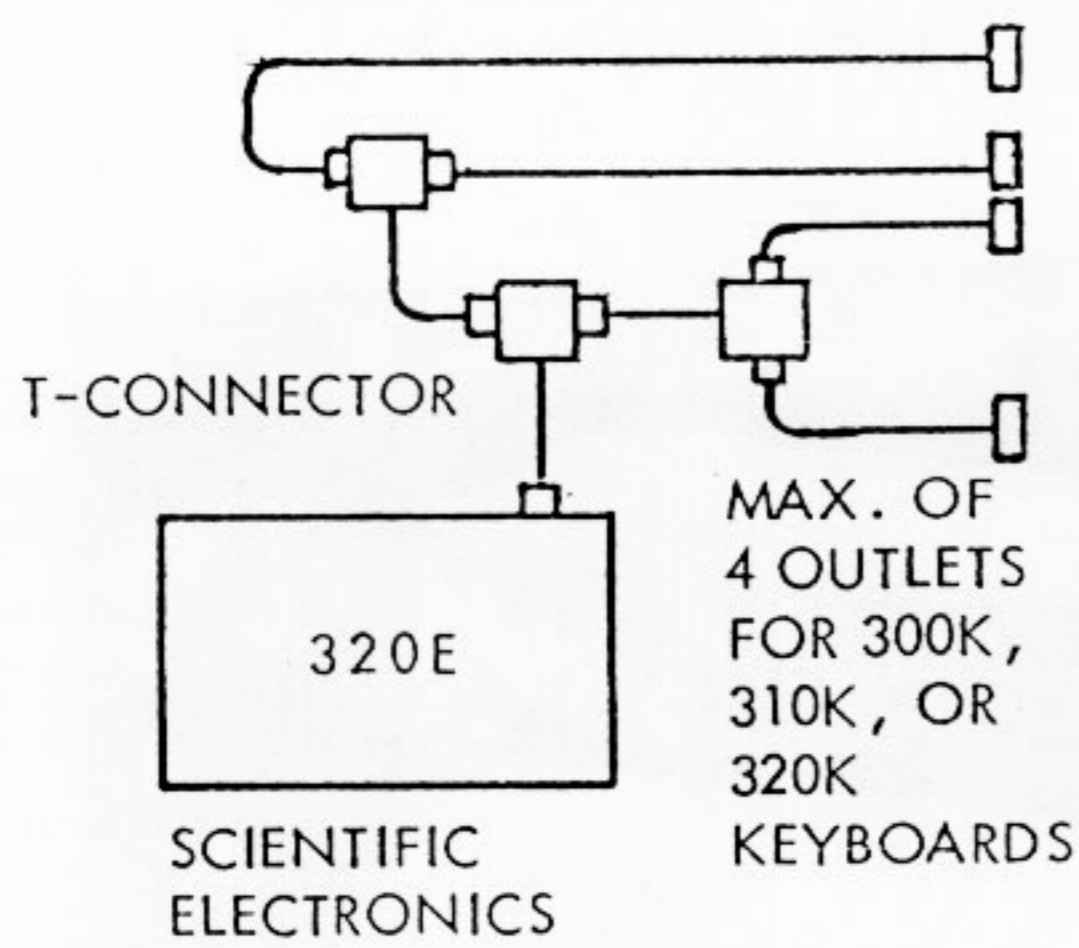 T-CONNECTOR
320E
SCIENTIFIC
ELECTRONICS
MAX. OF
4 OUTLETS
FOR 300K,
310K, OR
320K
KEYBOARDS